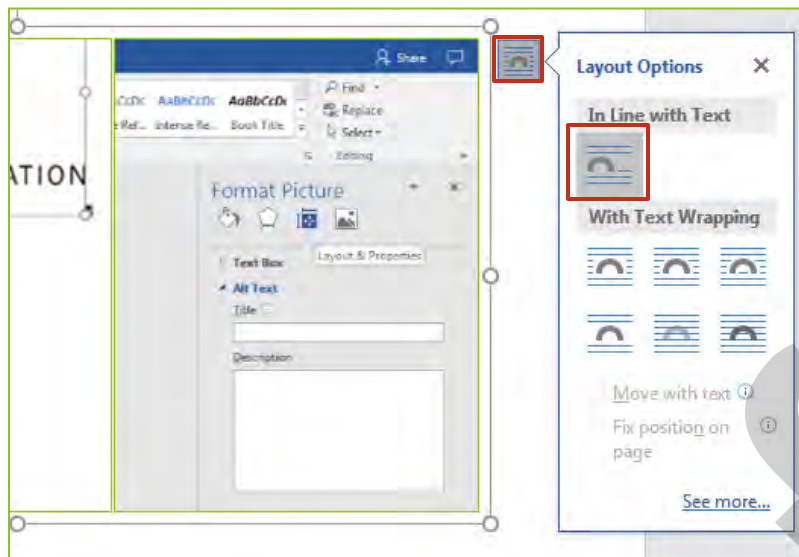 Share
Find
AaBbCcDc AaBbCcDc
Replace
Intense Re... Book Title
Select
Editing
ATION
Format Picture
Layout & Properties
Text Box
Alt Text
Title
Description
Layout Options
In Line with Text
With Text Wrapping
Move with text
Fix position on
page
See more...